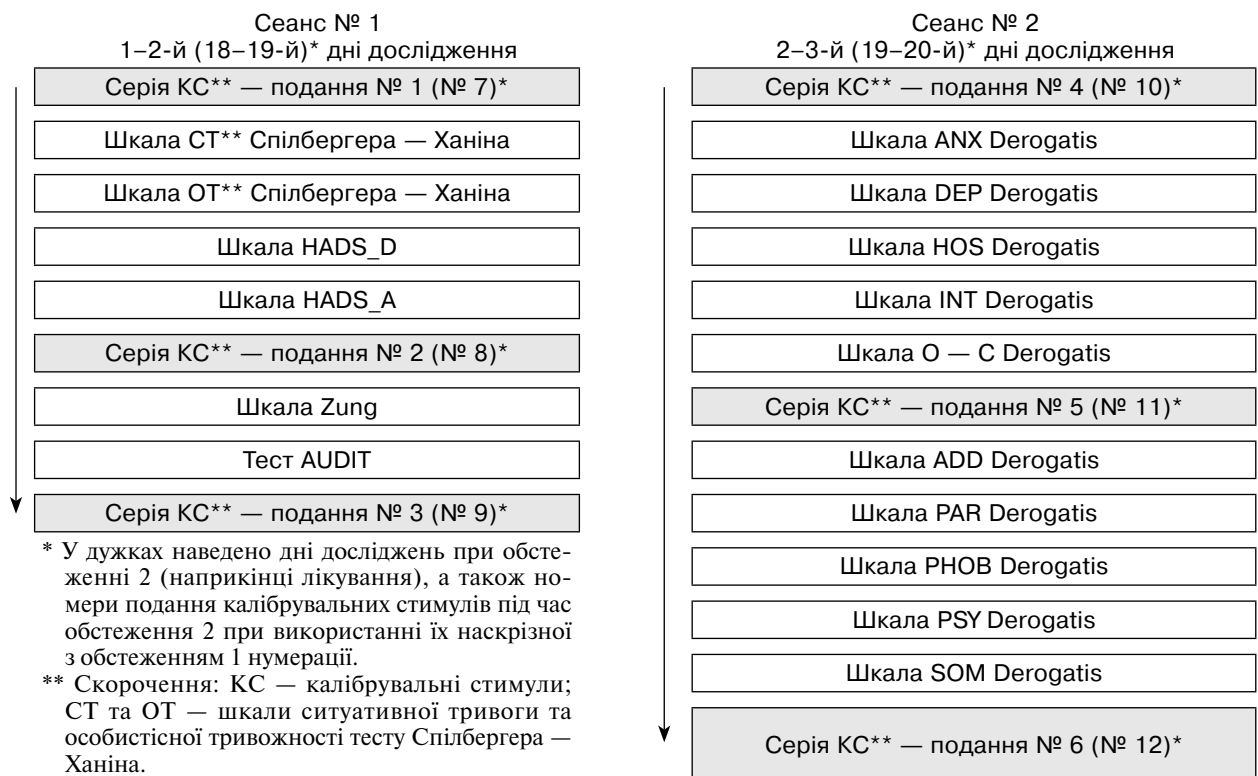 Сеанс № 1
1–2-й (18–19-й)* дні дослідження
Серія КС** — подання № 1 (№ 7)*
Шкала СТ** Спілбергера — Ханіна
Шкала ОТ** Спілбергера — Ханіна
Шкала HADS_D
Шкала HADS_A
Серія КС** — подання № 2 (№ 8)*
Шкала Zung
Тест AUDIT
Серія КС** — подання № 3 (№ 9)*
* У дужках наведено дні досліджень при обсте-
женні 2 (наприкінці лікування), а також но-
мери подання калібрувальних стимулів під час
обстеження 2 при використанні їх наскрізної
з обстеженням 1 нумерації.
** Скорочення: КС — калібрувальні стимули;
СТ та ОТ — шкали ситуативної тривоги та
особистісної тривожності тесту Спілбергера —
Ханіна.
Сеанс № 2
2–3-й (19–20-й)* дні дослідження
Серія КС** — подання № 4 (№ 10)*
Шкала ANX Derogatis
Шкала DEP Derogatis
Шкала HOS Derogatis
Шкала INT Derogatis
Шкала O — C Derogatis
Серія КС** — подання № 5 (№ 11)*
Шкала ADD Derogatis
Шкала PAR Derogatis
Шкала PHOB Derogatis
Шкала PSY Derogatis
Шкала SOM Derogatis
Серія КС** — подання № 6 (№ 12)*